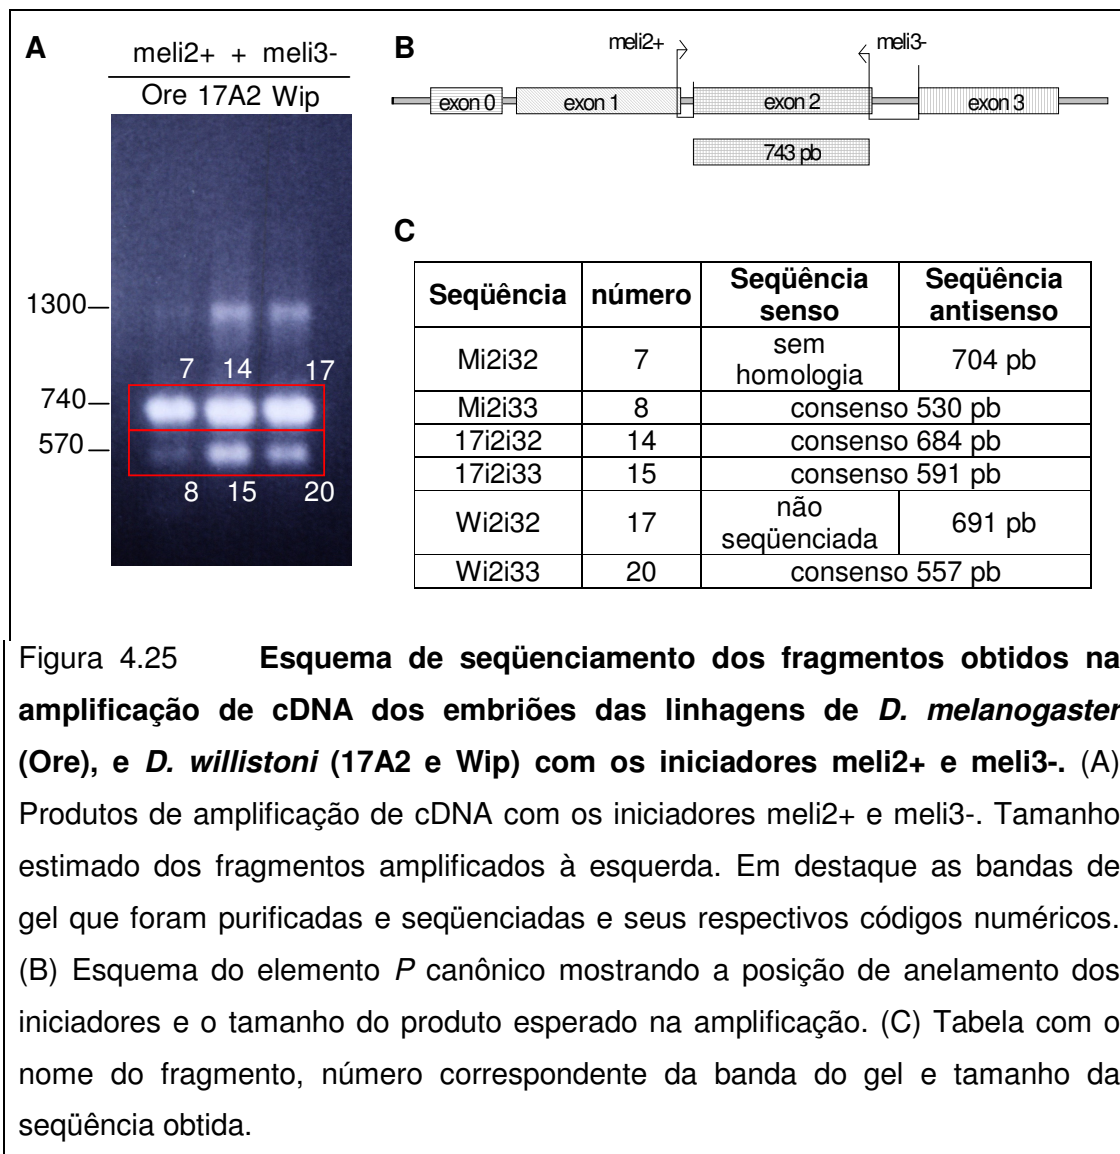 A
meli2+ + meli3-
Ore 17A2 Wip
1300
7 14 17
740
570
8 15 20
B
meli2+ meli3-
exon 0 exon 1 exon 2 exon 3
743 pb
C
Seqüência número Seqüência senso Seqüência antisenso
Mi2i32 7 sem homologia 704 pb
Mi2i33 8 consenso 530 pb
17i2i32 14 consenso 684 pb
17i2i33 15 consenso 591 pb
Wi2i32 17 não seqüenciada 691 pb
Wi2i33 20 consenso 557 pb
Figura 4.25 Esquema de seqüenciamento dos fragmentos obtidos na
amplificação de cDNA dos embriões das linhagens de D. melanogaster
(Ore), e D. willistoni (17A2 e Wip) com os iniciadores meli2+ e meli3-. (A)
Produtos de amplificação de cDNA com os iniciadores meli2+ e meli3-. Tamanho
estimado dos fragmentos amplificados à esquerda. Em destaque as bandas de
gel que foram purificadas e seqüenciadas e seus respectivos códigos numéricos.
(B) Esquema do elemento P canônico mostrando a posição de anelamento dos
iniciadores e o tamanho do produto esperado na amplificação. (C) Tabela com o
nome do fragmento, número correspondente da banda do gel e tamanho da
seqüência obtida.